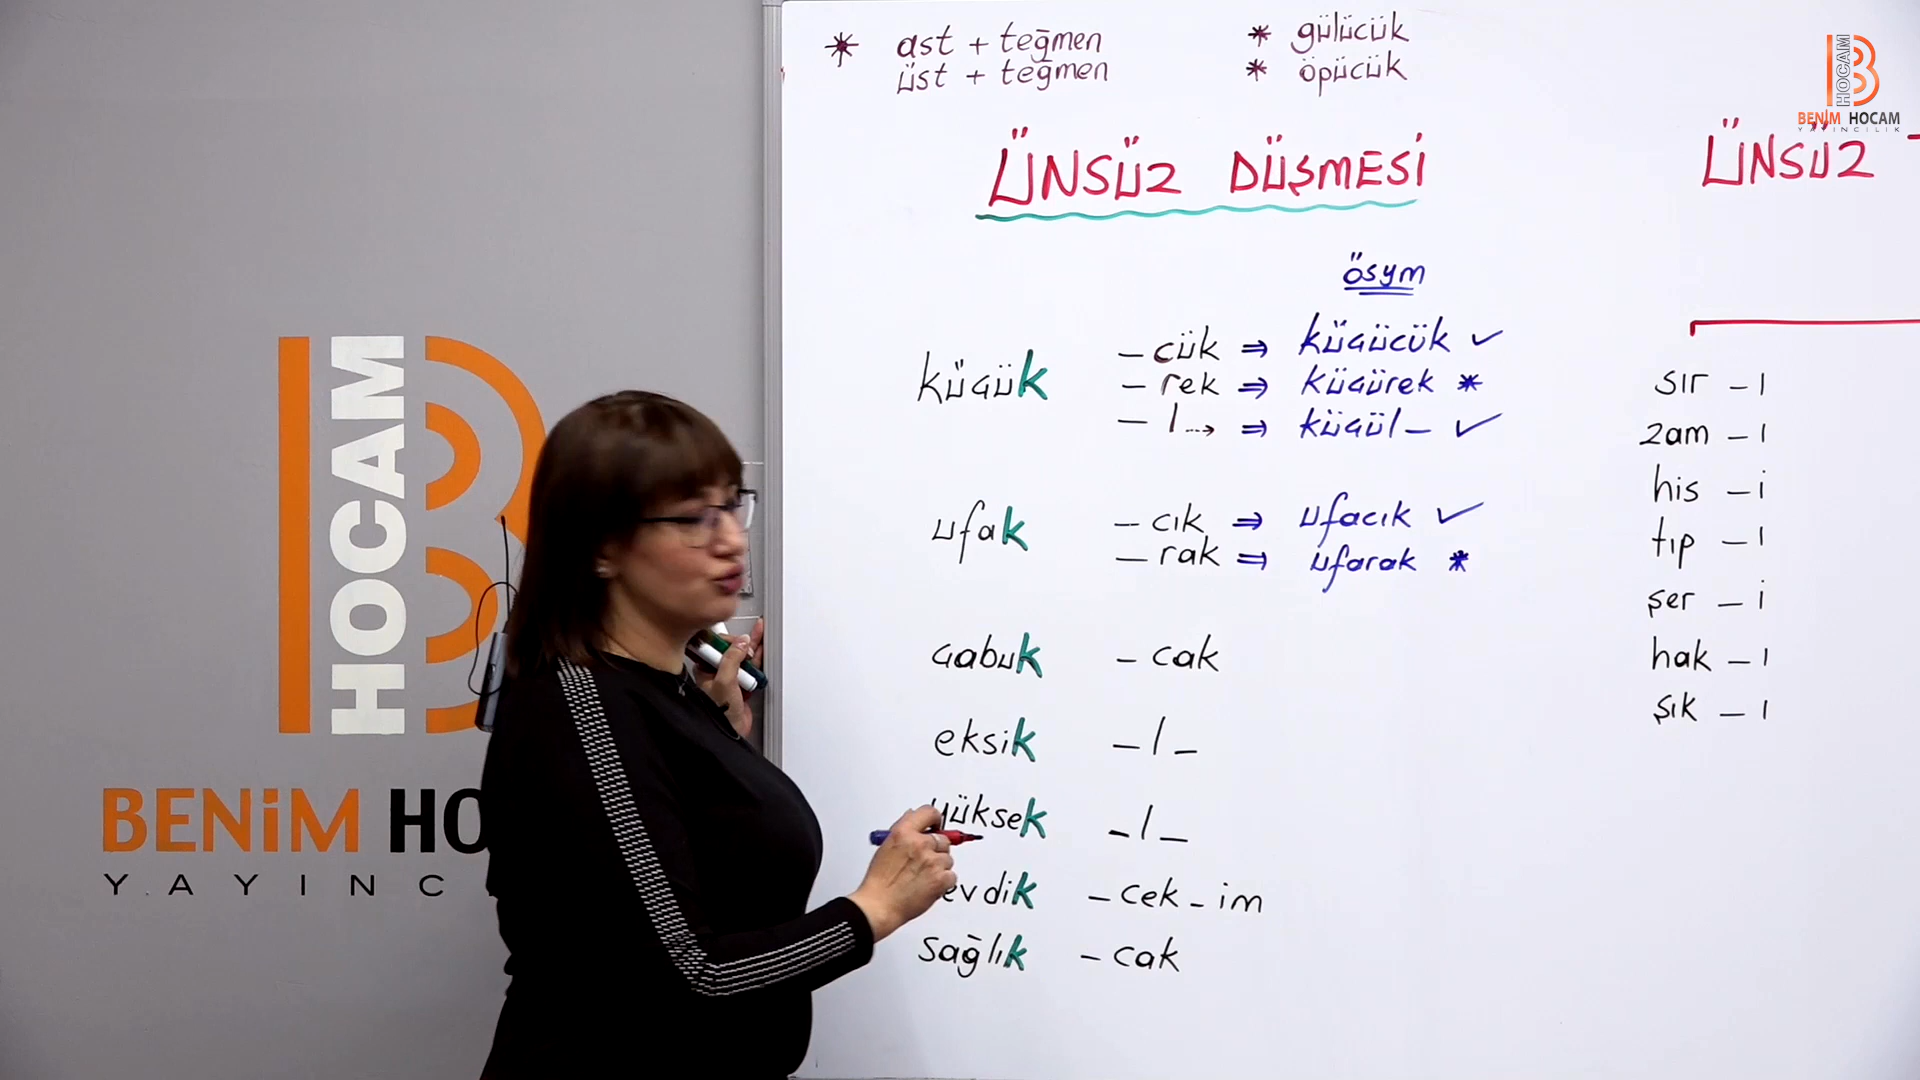 * ast + teğmen
üst + teğmen
* gülücük
* öpücük
ÜNSÜZ DÜŞMESİ
ösym
küçük – cük ⇒ küçücük ✓
– rek ⇒ küçürek *
– l ⇒ küçül – ✓
ufak – cık ⇒ ufacık ✓
– rak ⇒ ufarak *
çabuk – cak
eksik – l –
yüksek – l –
evdik – cek – im
sağlık – cak
ÜNSÜZ
sır – ı
zam – ı
his – i
tıp – ı
şer – i
hak – ı
şık – ı
B HOCAM
BENİM HOCAM
YAYINCILIK
HOCAM
BENİM HO
YAYINC